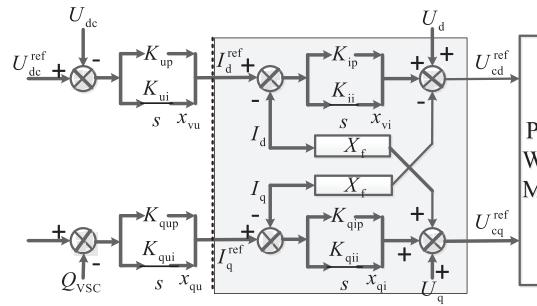 U_dc
U_d
U_dc^ref + - K_up I_d^ref + K_ip + + U_cd^ref
K_ui - K_ii + -
s x_vu s x_vi
I_d X_f P
I_q X_f W
M
+ K_qup - K_qip + U_cq^ref
- K_qui + I_q^ref K_qii + +
Q_VSC s x_qu s x_qi U_q